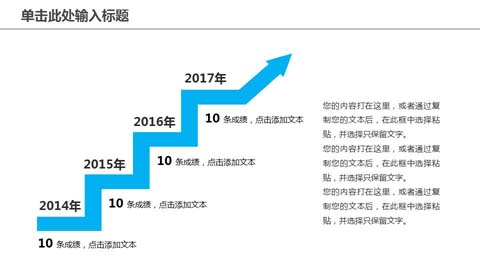 单击此处输入标题
2017年
10 条成绩，点击添加文本
2016年
10 条成绩，点击添加文本
2015年
10 条成绩，点击添加文本
2014年
10 条成绩，点击添加文本
您的内容打在这里，或者通过复
制您的文本后，在此框中选择粘
贴，并选择只保留文字。
您的内容打在这里，或者通过复
制您的文本后，在此框中选择粘
贴，并选择只保留文字。
您的内容打在这里，或者通过复
制您的文本后，在此框中选择粘
贴，并选择只保留文字。